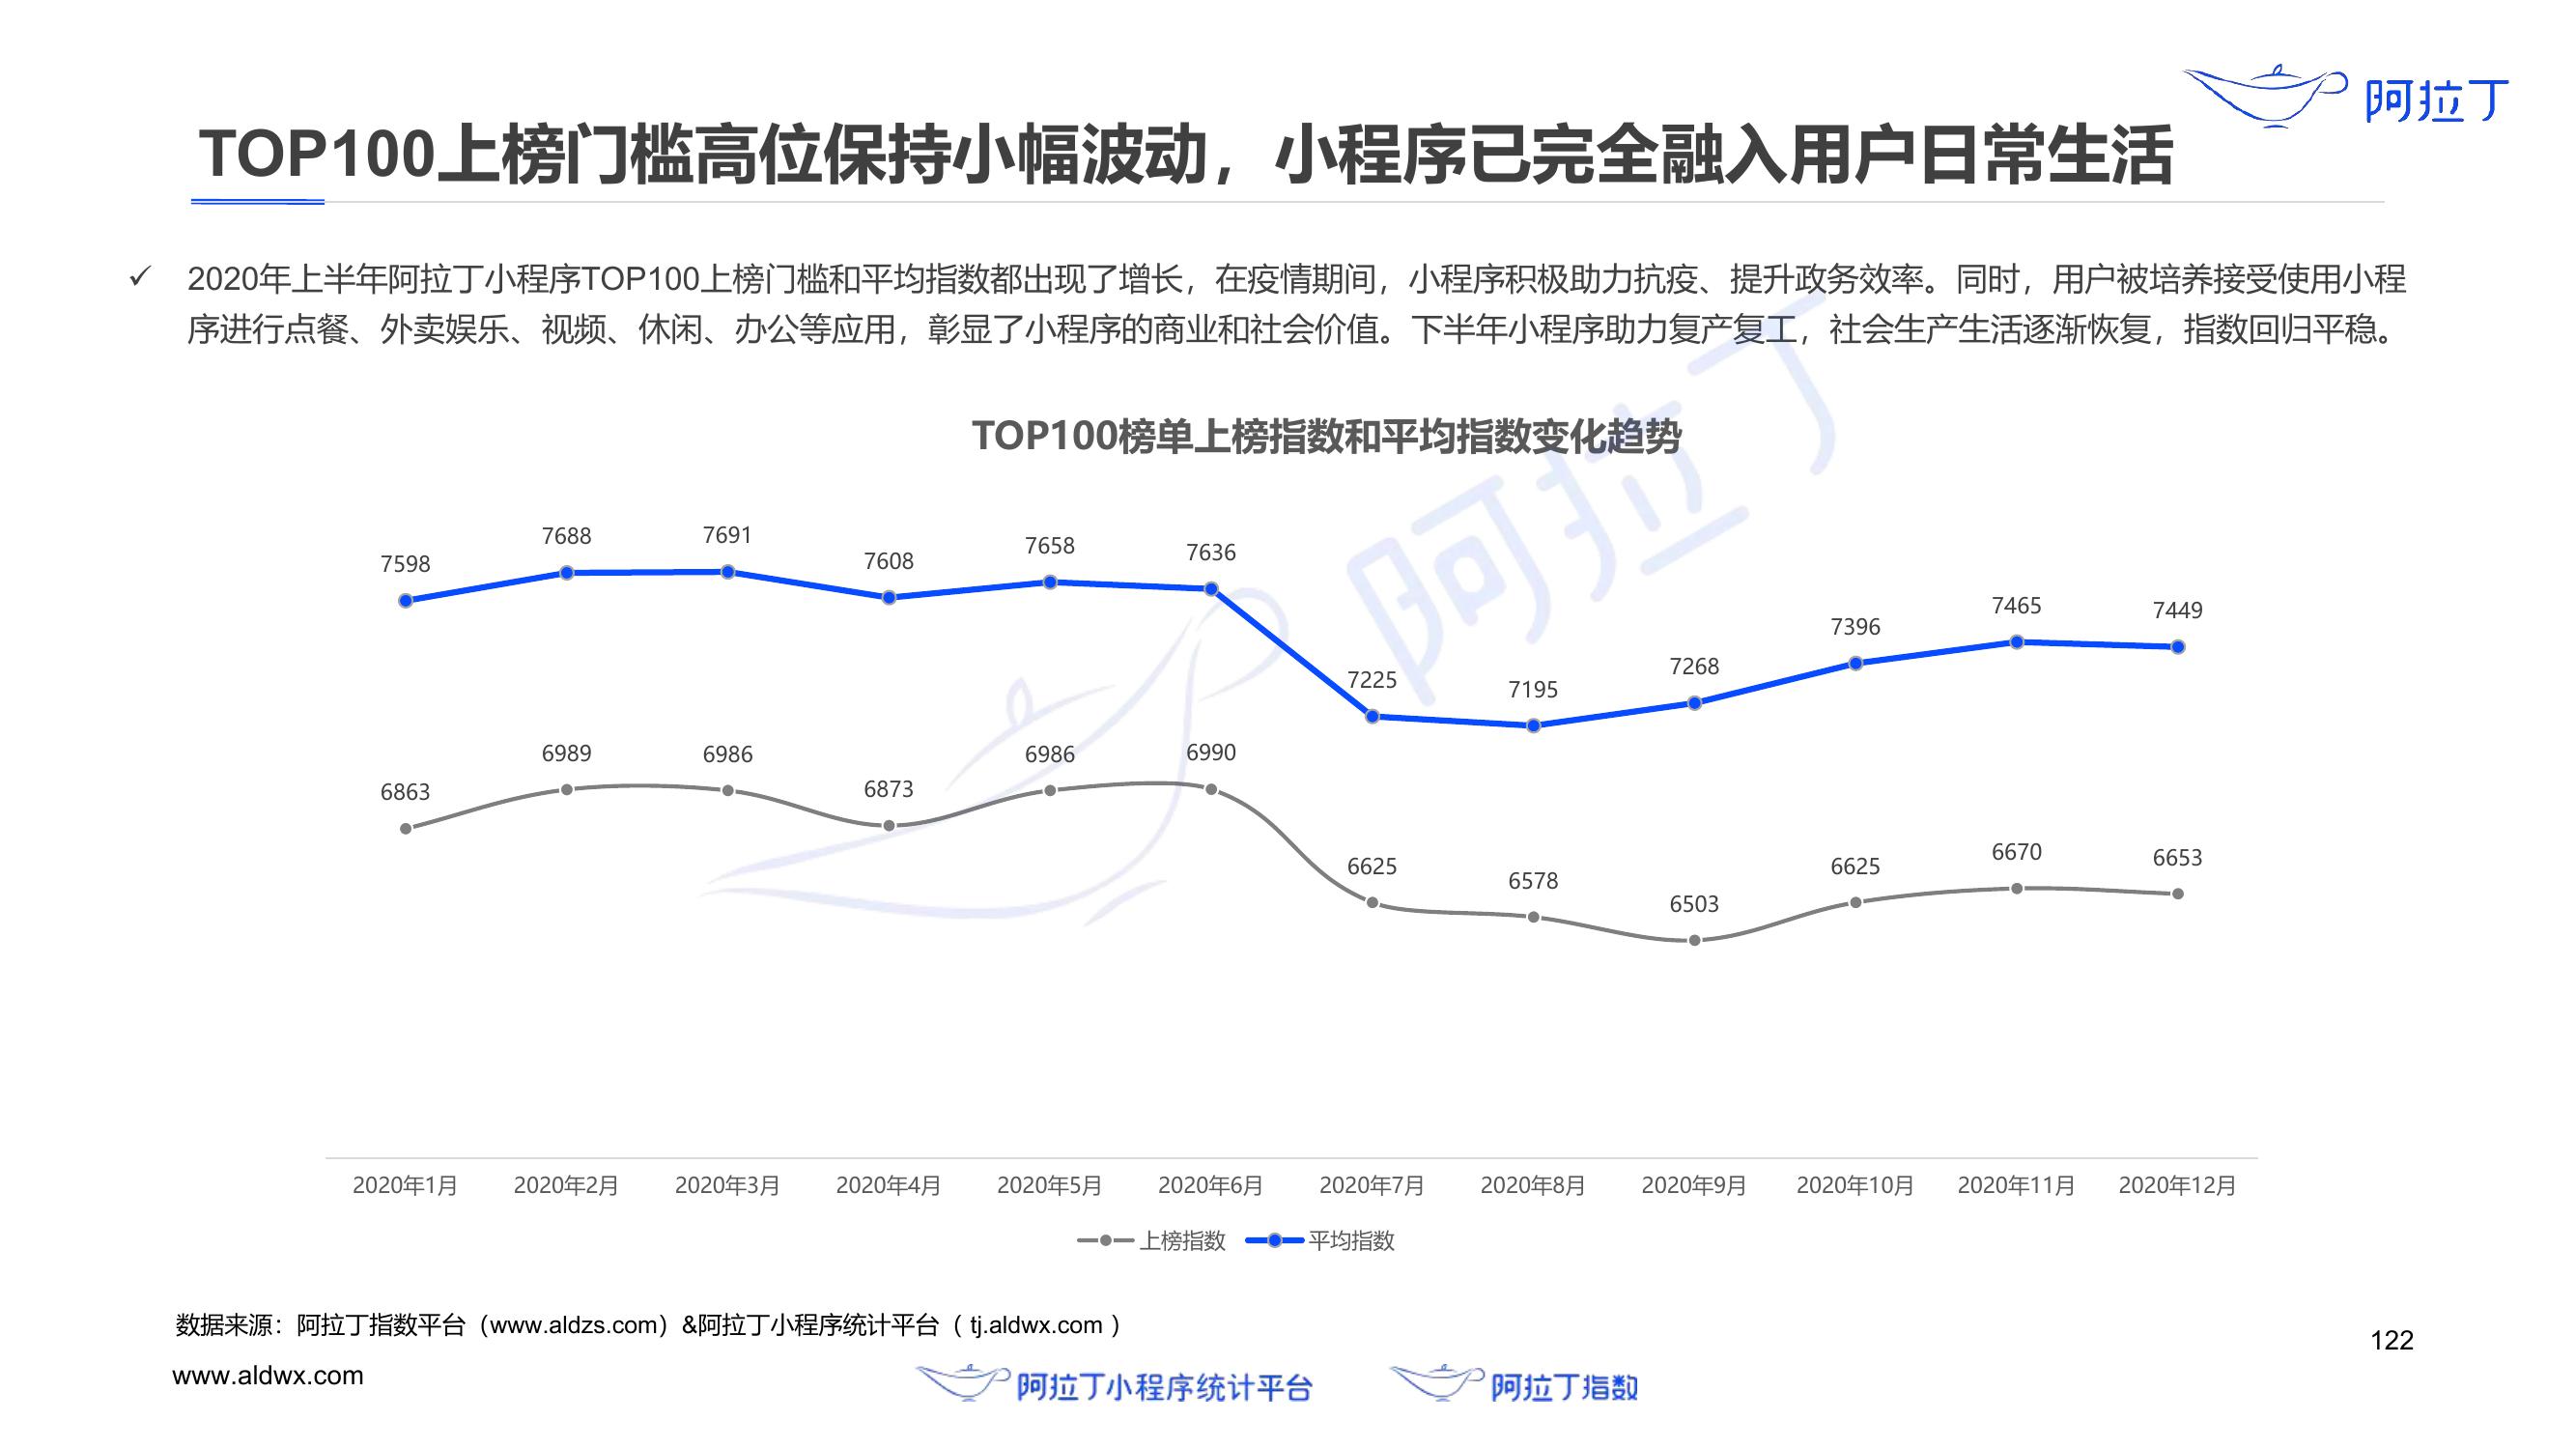 阿拉丁
TOP100上榜门槛高位保持小幅波动，小程序已完全融入用户日常生活
✓ 2020年上半年阿拉丁小程序TOP100上榜门槛和平均指数都出现了增长，在疫情期间，小程序积极助力抗疫、提升政务效率。同时，用户被培养接受使用小程
序进行点餐、外卖娱乐、视频、休闲、办公等应用，彰显了小程序的商业和社会价值。下半年小程序助力复产复工，社会生产生活逐渐恢复，指数回归平稳。
TOP100榜单上榜指数和平均指数变化趋势
阿拉丁
7598 7688 7691 7608 7658 7636 7225 7195 7268 7396 7465 7449
6863 6989 6986 6873 6986 6990 6625 6578 6503 6625 6670 6653
2020年1月 2020年2月 2020年3月 2020年4月 2020年5月 2020年6月 2020年7月 2020年8月 2020年9月 2020年10月 2020年11月 2020年12月
上榜指数 平均指数
数据来源：阿拉丁指数平台（www.aldzs.com）&阿拉丁小程序统计平台（ tj.aldwx.com ）
122
www.aldwx.com
阿拉丁小程序统计平台 阿拉丁指数